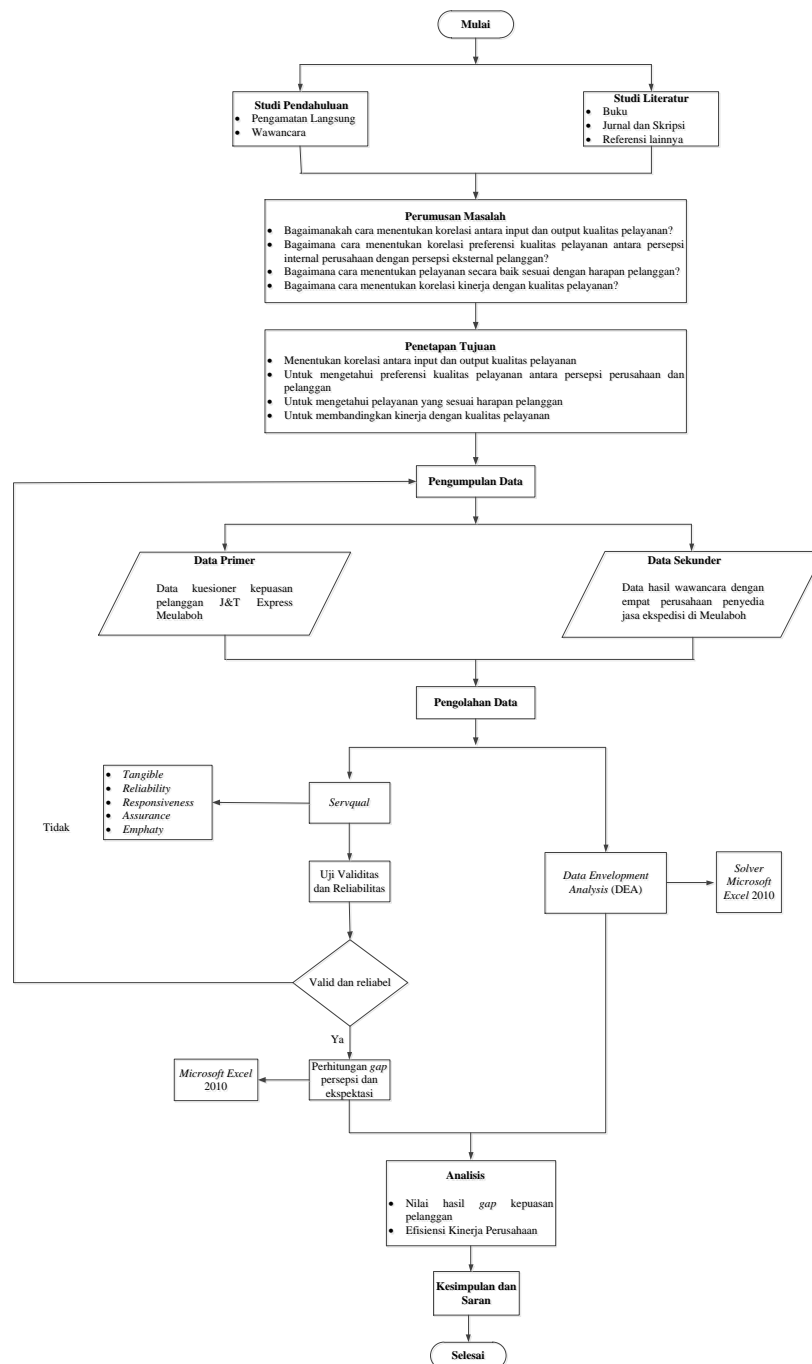 Mulai
Studi Pendahuluan
• Pengamatan Langsung
• Wawancara
Studi Literatur
• Buku
• Jurnal dan Skripsi
• Referensi lainnya
Perumusan Masalah
• Bagaimanakah cara menentukan korelasi antara input dan output kualitas pelayanan?
• Bagaimana cara menentukan korelasi preferensi kualitas pelayanan antara persepsi
internal perusahaan dengan persepsi eksternal pelanggan?
• Bagaimana cara menentukan pelayanan secara baik sesuai dengan harapan pelanggan?
• Bagaimana cara menentukan korelasi kinerja dengan kualitas pelayanan?
Penetapan Tujuan
• Menentukan korelasi antara input dan output kualitas pelayanan
• Untuk mengetahui preferensi kualitas pelayanan antara persepsi perusahaan dan
pelanggan
• Untuk mengetahui pelayanan yang sesuai harapan pelanggan
• Untuk membandingkan kinerja dengan kualitas pelayanan
Pengumpulan Data
Data Primer
Data kuesioner kepuasan
pelanggan J&T Express
Meulaboh
Data Sekunder
Data hasil wawancara dengan
empat perusahaan penyedia
jasa ekspedisi di Meulaboh
Pengolahan Data
• Tangible
• Reliability
• Responsiveness
• Assurance
• Emphaty
Servqual
Tidak
Uji Validitas
dan Reliabilitas
Data Envelopment
Analysis (DEA)
Solver
Microsoft
Excel 2010
Valid dan reliabel
Ya
Microsoft Excel
2010
Perhitungan gap
persepsi dan
ekspektasi
Analisis
• Nilai hasil gap kepuasan
pelanggan
• Efisiensi Kinerja Perusahaan
Kesimpulan dan
Saran
Selesai